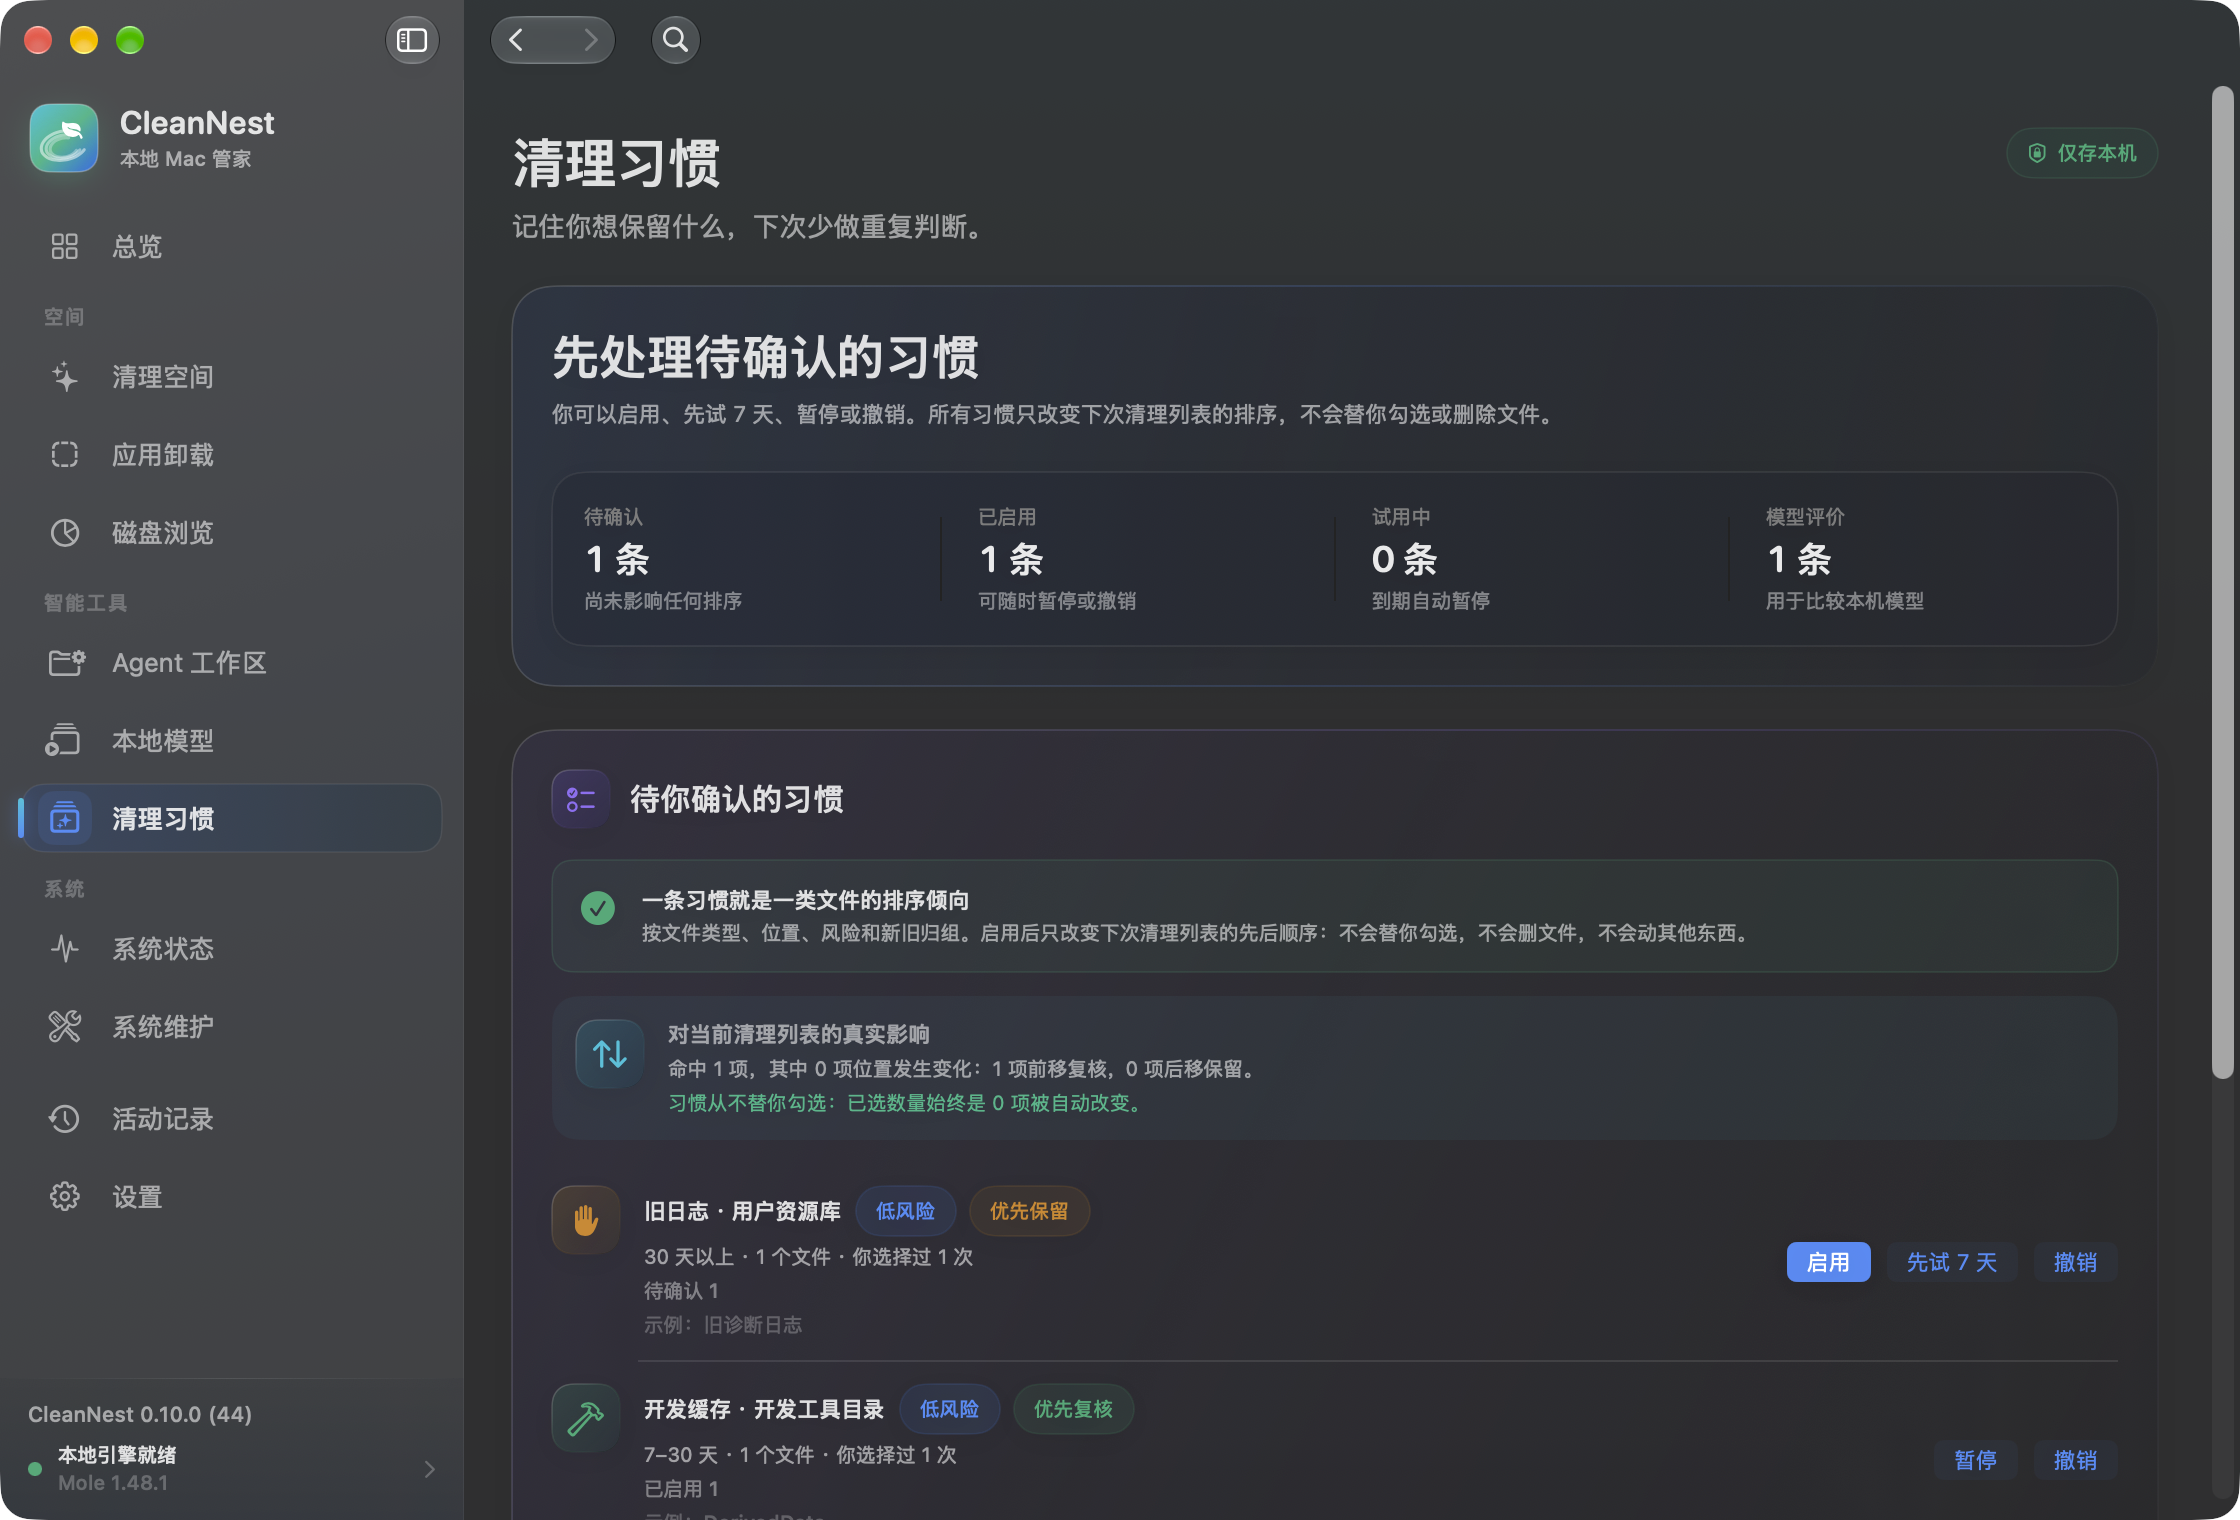 CleanNest
本地 Mac 管家
总览
空间
清理空间
应用卸载
磁盘浏览
智能工具
Agent 工作区
本地模型
清理习惯
系统
系统状态
系统维护
活动记录
设置
CleanNest 0.10.0 (44)
本地引擎就绪
Mole 1.48.1
清理习惯
仅存本机
记住你想保留什么，下次少做重复判断。
先处理待确认的习惯
你可以启用、先试 7 天、暂停或撤销。所有习惯只改变下次清理列表的排序，不会替你勾选或删除文件。
待确认
1 条
尚未影响任何排序
已启用
1 条
可随时暂停或撤销
试用中
0 条
到期自动暂停
模型评价
1 条
用于比较本机模型
待你确认的习惯
一条习惯就是一类文件的排序倾向
按文件类型、位置、风险和新旧归组。启用后只改变下次清理列表的先后顺序：不会替你勾选，不会删文件，不会动其他东西。
对当前清理列表的真实影响
命中 1 项，其中 0 项位置发生变化：1 项前移复核，0 项后移保留。
习惯从不替你勾选：已选数量始终是 0 项被自动改变。
旧日志 · 用户资源库 低风险 优先保留
30 天以上 · 1 个文件 · 你选择过 1 次
待确认 1
示例：旧诊断日志
启用 先试 7 天 撤销
开发缓存 · 开发工具目录 低风险 优先复核
7–30 天 · 1 个文件 · 你选择过 1 次
已启用 1
示例：DerivedData
暂停 撤销